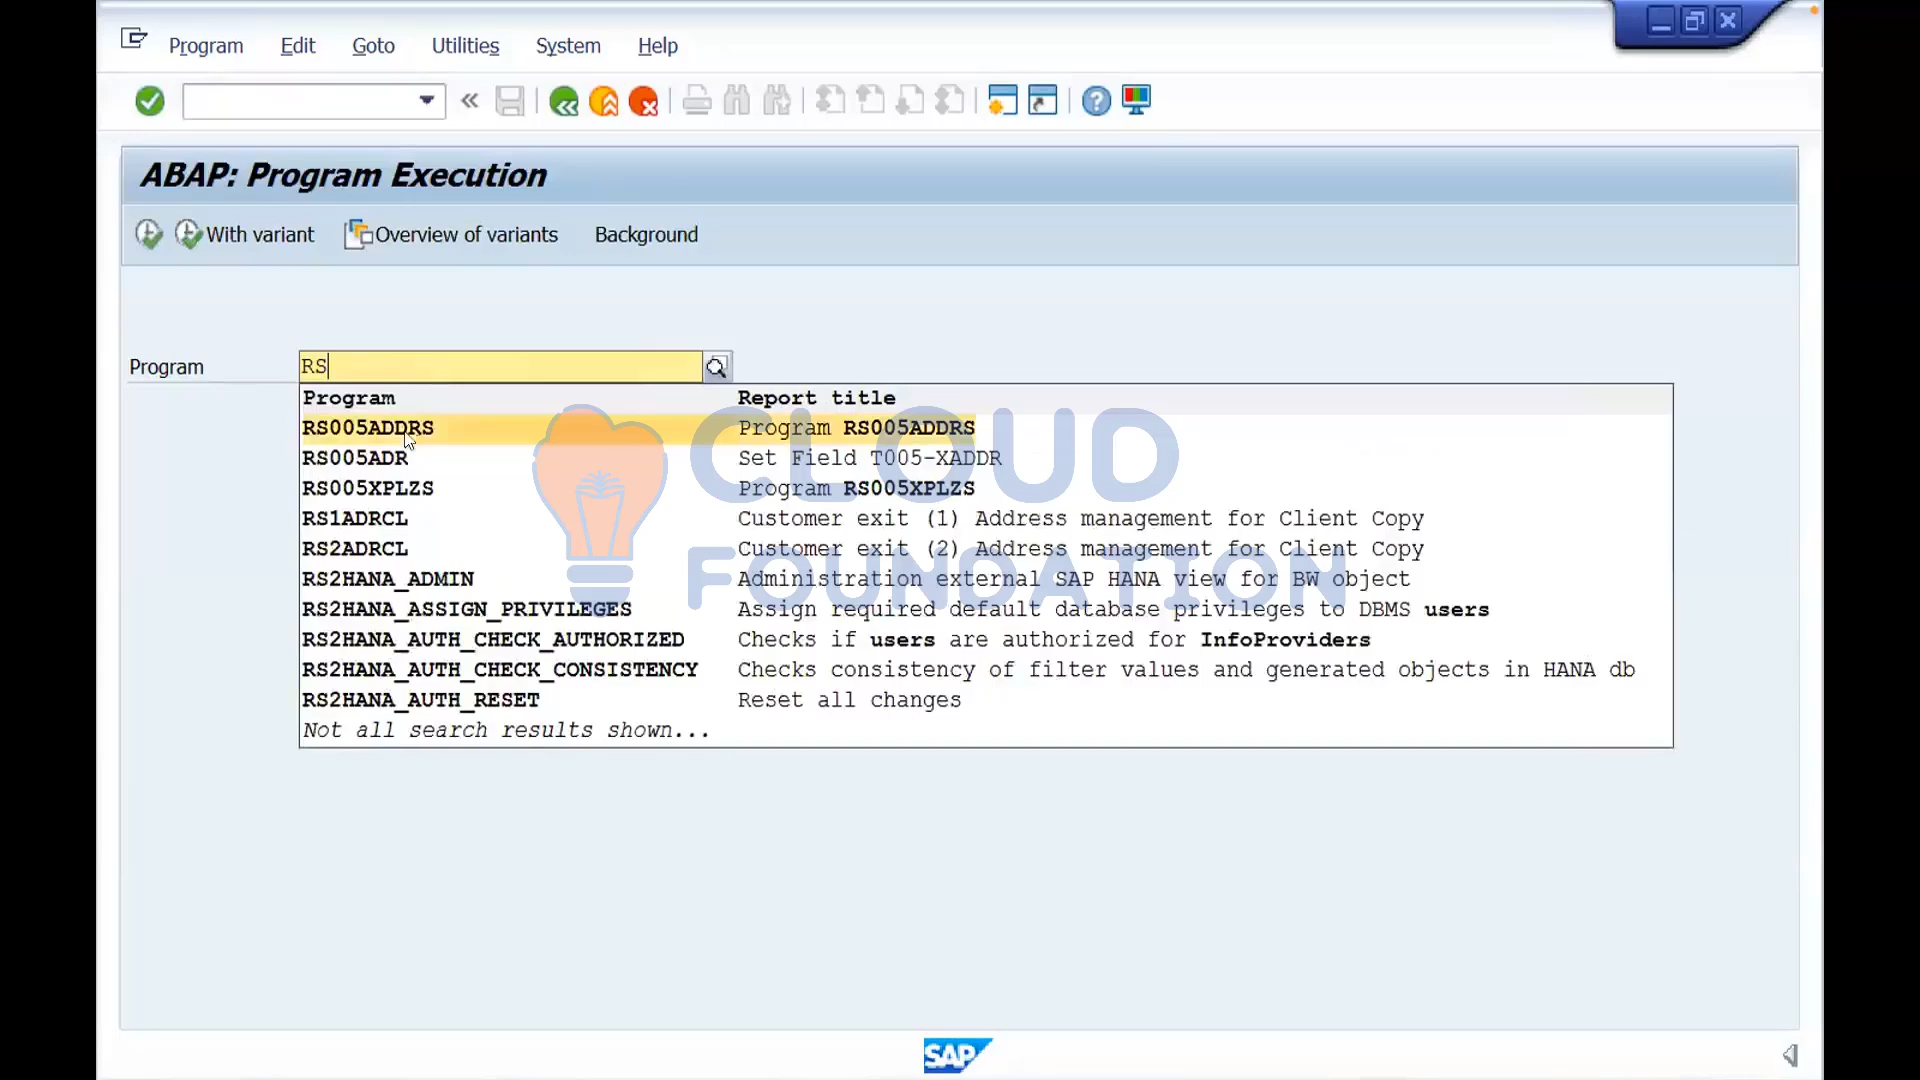 Program Edit Goto Utilities System Help
ABAP: Program Execution
With variant Overview of variants Background
Program RS
Program Report title
RS005ADDRS Program RS005ADDRS
RS005ADR Set Field T005-XADDR
RS005XPLZS Program RS005XPLZS
RS1ADRCL Customer exit (1) Address management for Client Copy
RS2ADRCL Customer exit (2) Address management for Client Copy
RS2HANA_ADMIN Administration external SAP HANA view for BW object
RS2HANA_ASSIGN_PRIVILEGES Assign required default database privileges to DBMS users
RS2HANA_AUTH_CHECK_AUTHORIZED Checks if users are authorized for InfoProviders
RS2HANA_AUTH_CHECK_CONSISTENCY Checks consistency of filter values and generated objects in HANA db
RS2HANA_AUTH_RESET Reset all changes
Not all search results shown...
CLOUD
FOUNDATION
SAP